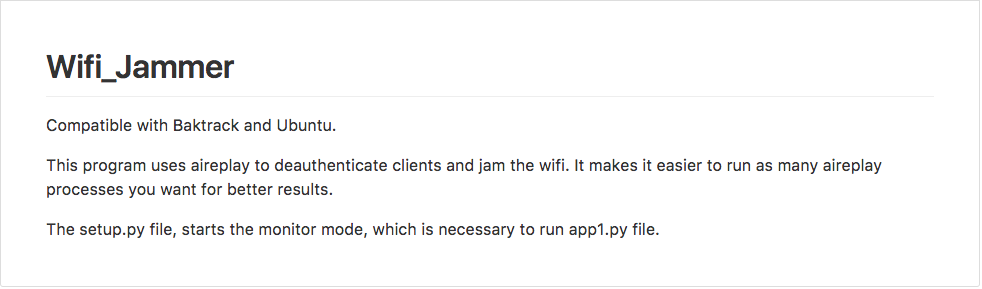 Wifi_Jammer
Compatible with Baktrack and Ubuntu.
This program uses aireplay to deauthenticate clients and jam the wifi. It makes it easier to run as many aireplay
processes you want for better results.
The setup.py file, starts the monitor mode, which is necessary to run app1.py file.